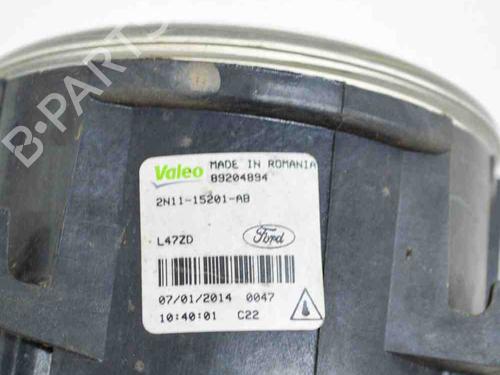 B-PARTS
Valeo MADE IN ROMANIA
89204894
2N11-15201-AB
L47ZD Ford
07/01/2014 0047
10:40:01 C22